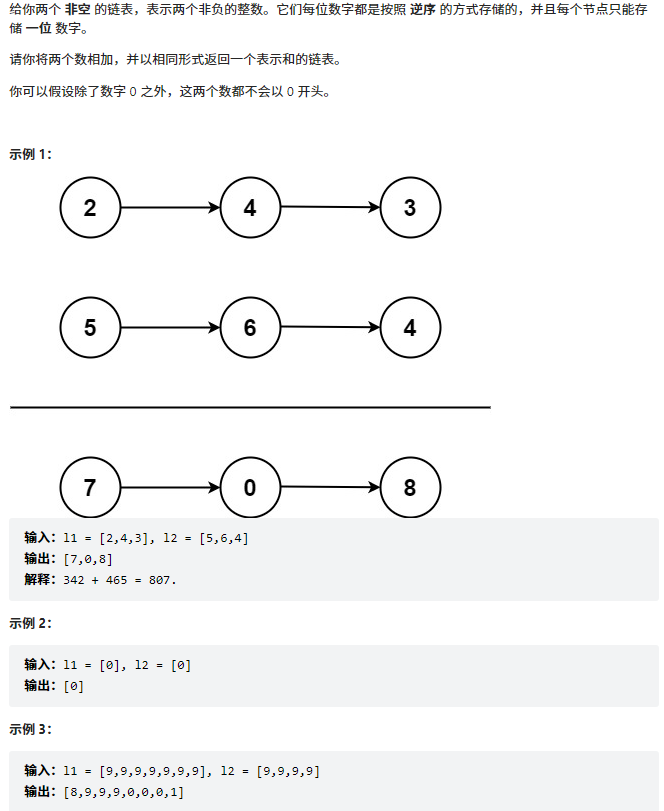 给你两个 非空 的链表，表示两个非负的整数。它们每位数字都是按照 逆序 的方式存储的，并且每个节点只能存
储 一位 数字。
请你将两个数相加，并以相同形式返回一个表示和的链表。
你可以假设除了数字 0 之外，这两个数都不会以 0 开头。
示例 1：
2 4 3
5 6 4
7 0 8
输入：l1 = [2,4,3], l2 = [5,6,4]
输出：[7,0,8]
解释：342 + 465 = 807.
示例 2：
输入：l1 = [0], l2 = [0]
输出：[0]
示例 3：
输入：l1 = [9,9,9,9,9,9,9], l2 = [9,9,9,9]
输出：[8,9,9,9,0,0,0,1]